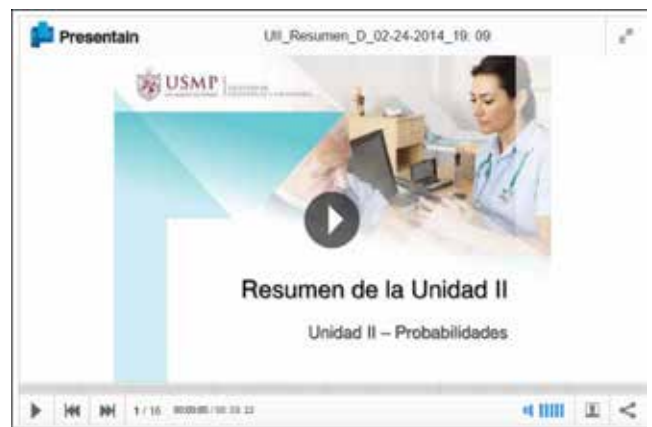 Presentain
UII_Resumen_D_02-24-2014_19: 09
USMP
Resumen de la Unidad II
Unidad II – Probabilidades
1 / 16